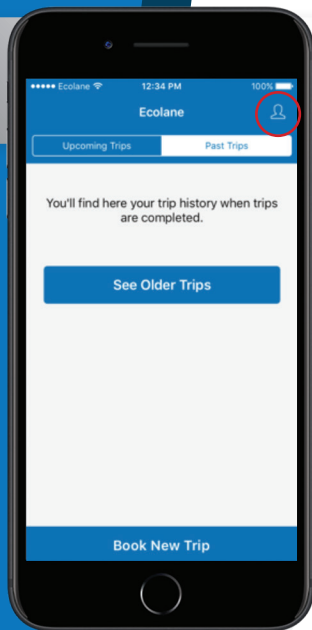 Ecolane 12:34 PM 100%
Ecolane
Upcoming Trips Past Trips
You'll find here your trip history when trips
are completed.
See Older Trips
Book New Trip